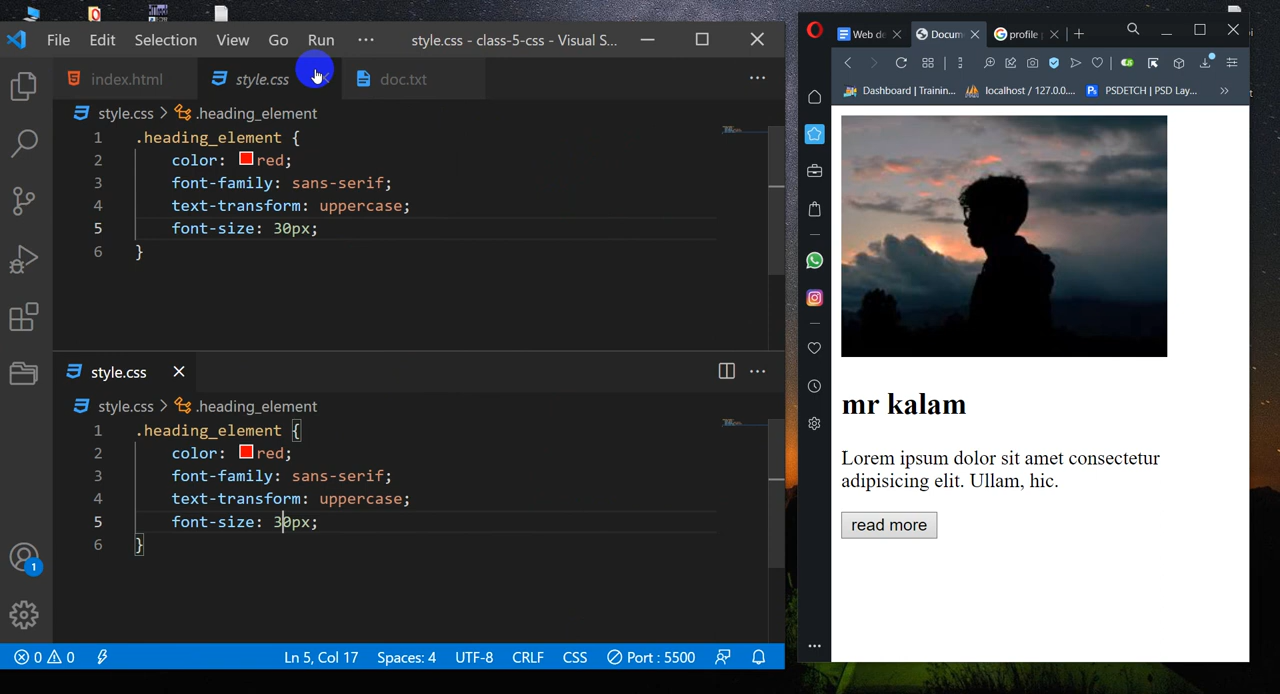 File Edit Selection View Go Run ··· style.css - class-5-css - Visual S...
index.html style.css doc.txt
style.css > .heading_element
1 .heading_element {
2 color: red;
3 font-family: sans-serif;
4 text-transform: uppercase;
5 font-size: 30px;
6 }
style.css
style.css > .heading_element
1 .heading_element {
2 color: red;
3 font-family: sans-serif;
4 text-transform: uppercase;
5 font-size: 30px;
6 }
1
0 0 Ln 5, Col 17 Spaces: 4 UTF-8 CRLF CSS Port : 5500
Web de Docum profile
Dashboard | Trainin... localhost / 127.0.0.... PSDETCH | PSD Lay...
mr kalam
Lorem ipsum dolor sit amet consectetur
adipisicing elit. Ullam, hic.
read more